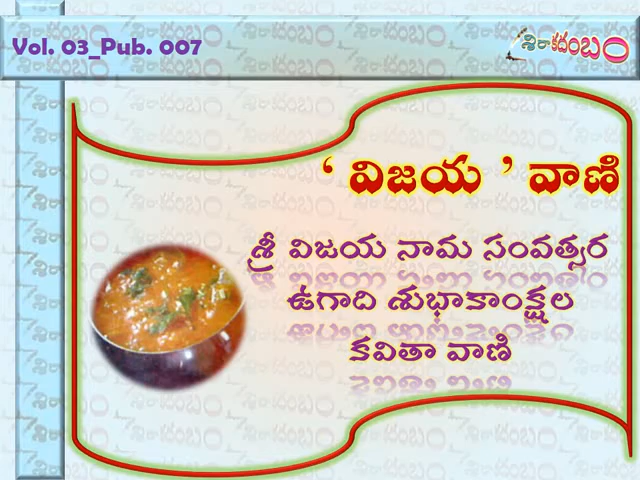 Vol. 03_Pub. 007
శిరాకదంబం
‘ విజయ ’ వాణి
శ్రీ విజయ నామ సంవత్సర
ఉగాది శుభాకాంక్షల
కవితా వాణి